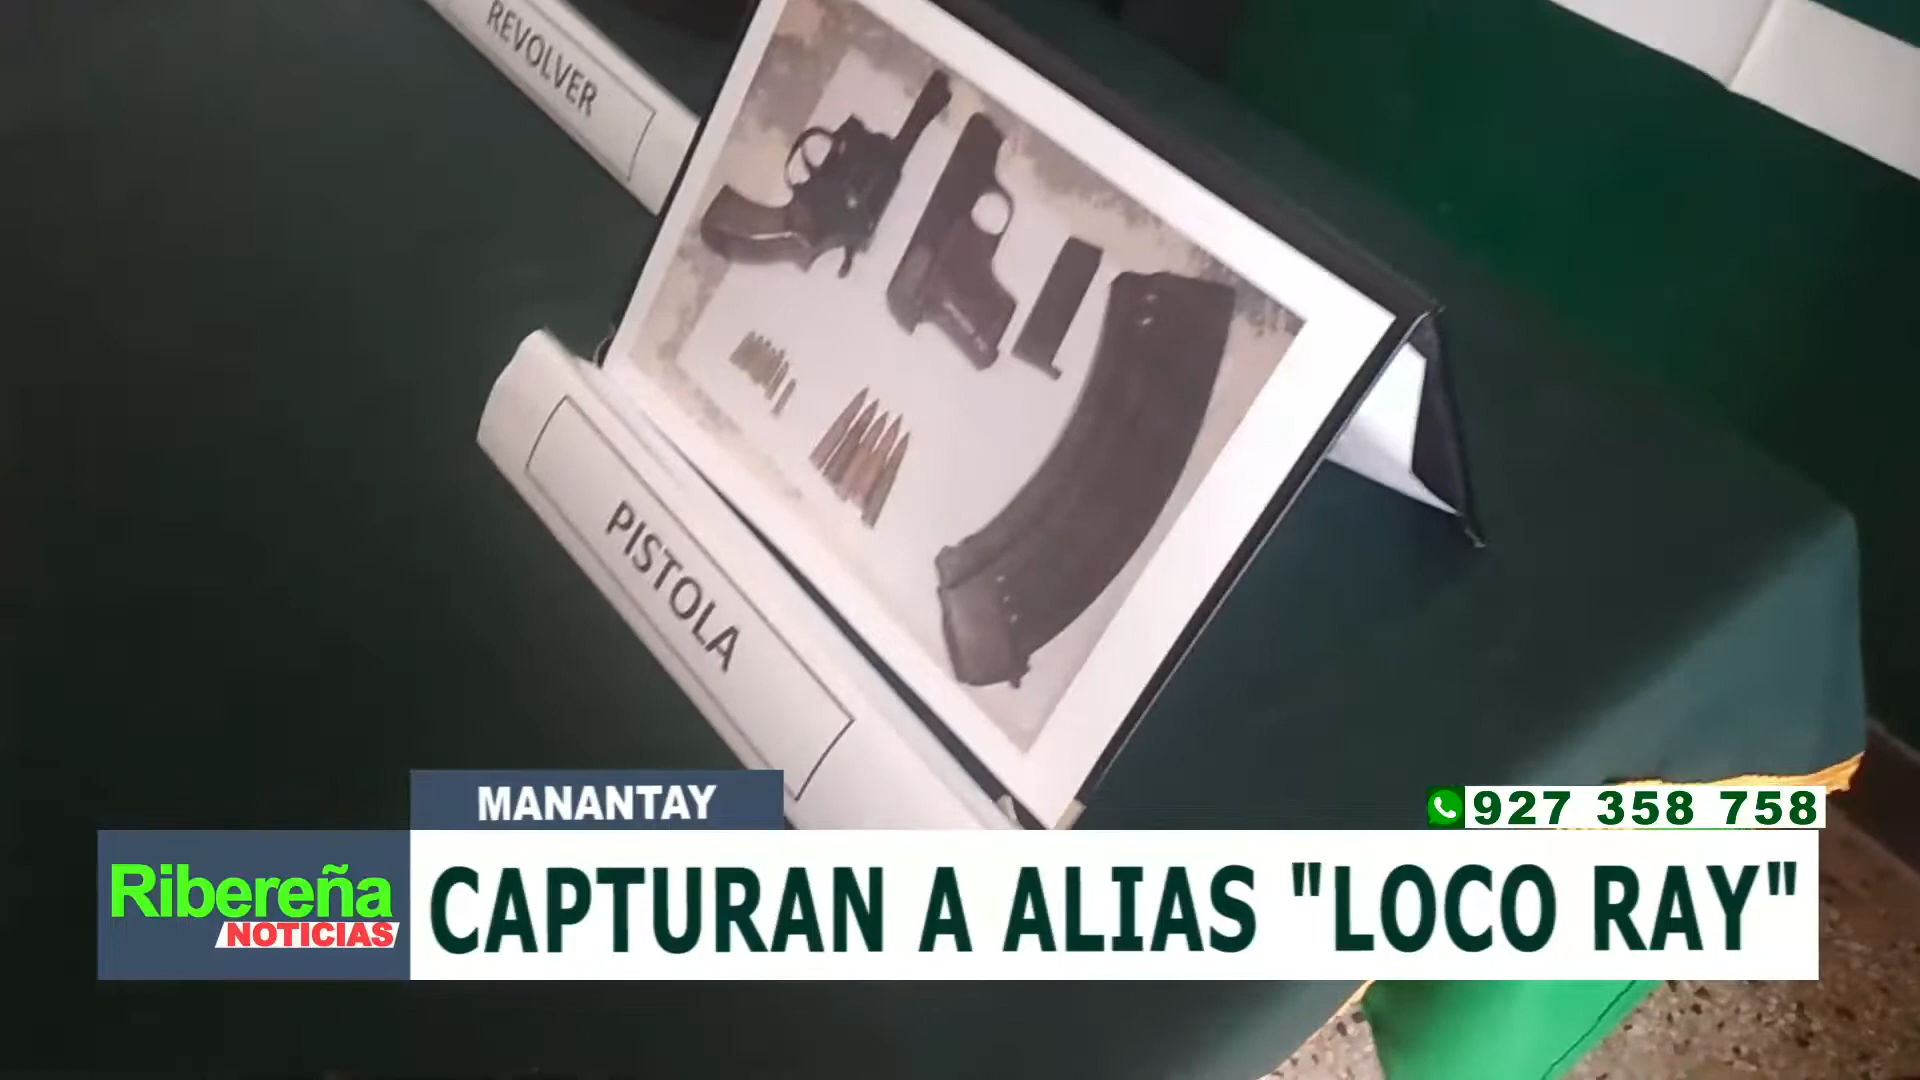 REVOLVER
PISTOLA
MANANTAY
927 358 758
Ribereña
NOTICIAS
CAPTURAN A ALIAS "LOCO RAY"